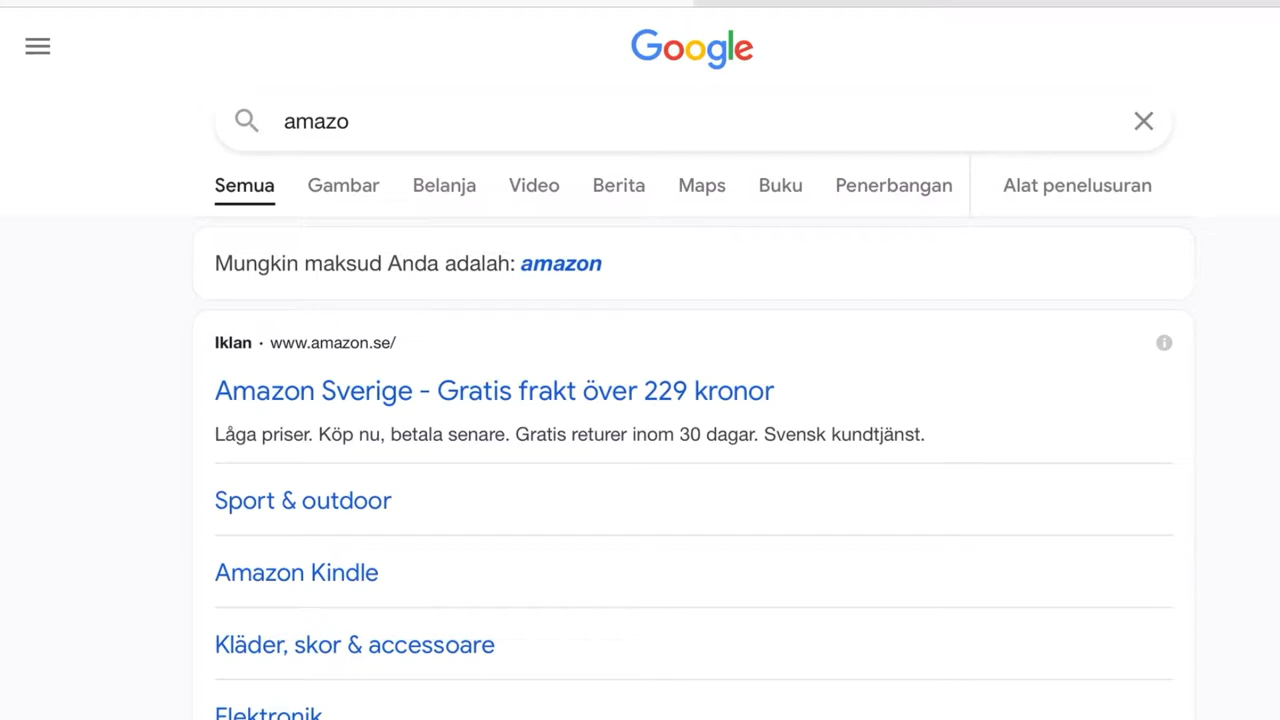 Google
amazo
Semua Gambar Belanja Video Berita Maps Buku Penerbangan Alat penelusuran
Mungkin maksud Anda adalah: amazon
Iklan · www.amazon.se/
Amazon Sverige - Gratis frakt över 229 kronor
Låga priser. Köp nu, betala senare. Gratis returer inom 30 dagar. Svensk kundtjänst.
Sport & outdoor
Amazon Kindle
Kläder, skor & accessoare
Elektronik